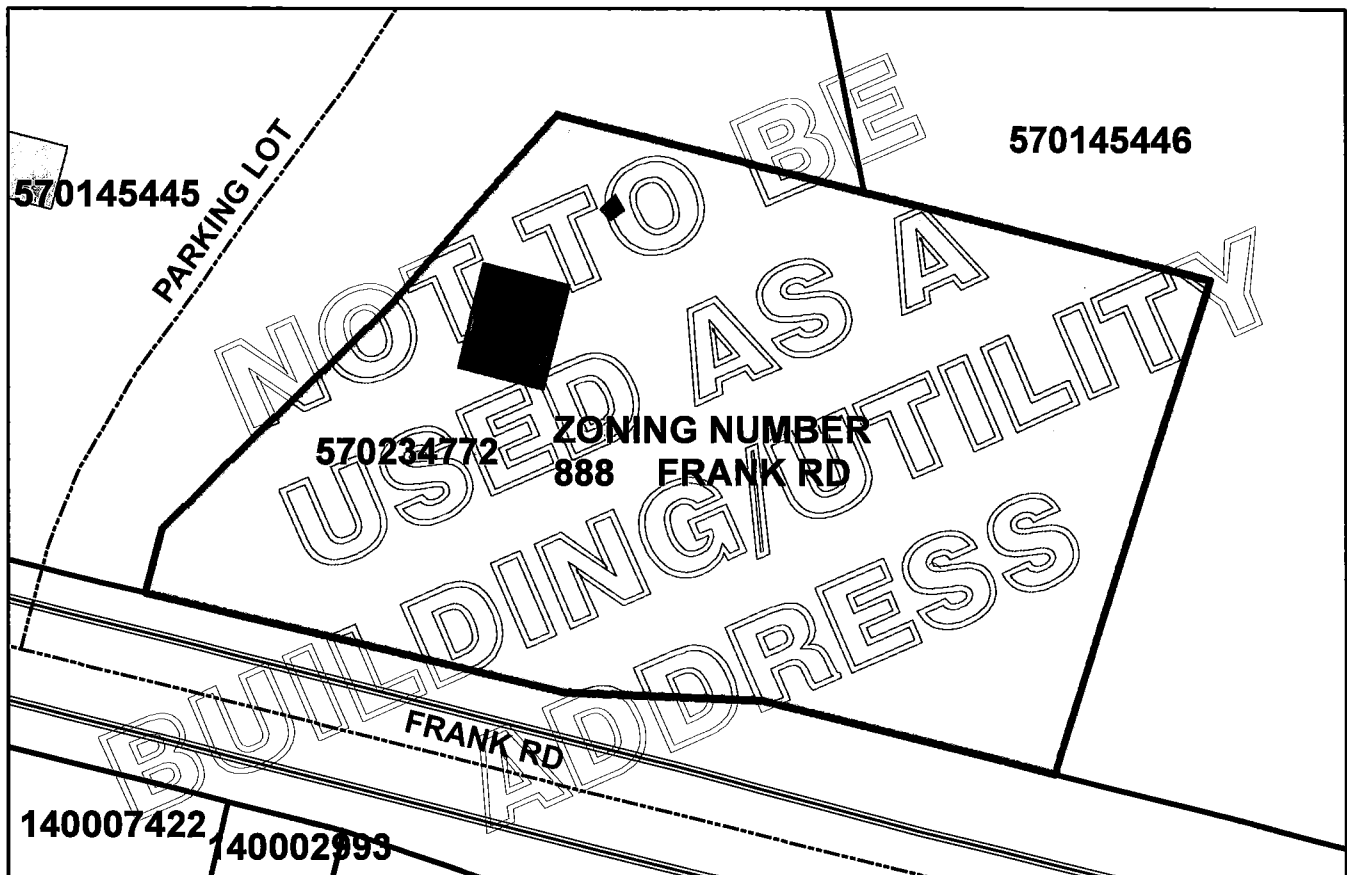 570145446
570145445
PARKING LOT
NOT TO BE
USED AS A
BUILDING/UTILITY
ADDRESS
570234772
ZONING NUMBER
888 FRANK RD
FRANK RD
140007422
140002993